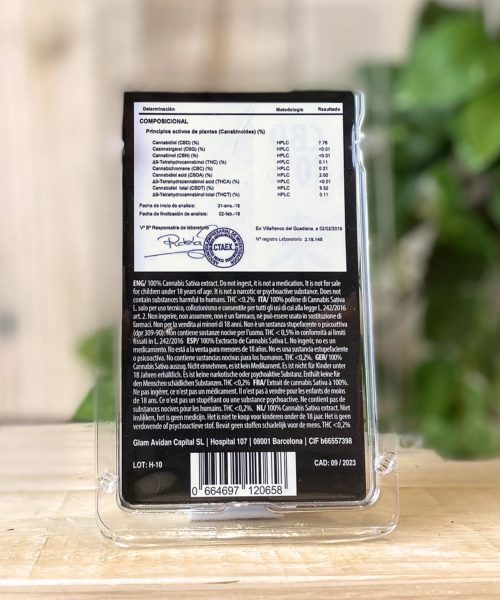 Determinación Metodología Resultado
COMPOSICIONAL
Principios activos de plantas (Canabinoides) (%)
Cannabidiol (CBD) (%) HPLC 7.76
Cannabigerol (CBG) (%) HPLC <0.01
Cannabinol (CBN) (%) HPLC <0.01
Δ9-Tetrahydrocannabinol (THC) (%) HPLC 0.11
Cannabichromene (CBC) (%) HPLC 0.21
Cannabidiol acid (CBDA) (%) HPLC 2.00
Δ9-Tetrahydrocannabinol acid (THCA) (%) HPLC <0.01
Cannabidiol total (CBDT) (%) HPLC 9.52
Δ9-Tetrahydrocannabinol total (THCT) (%) HPLC 0.11
Fecha de inicio de analisis: 31-ene.-18
Fecha de finalización de analisis: 02-feb.-18
Vº Bº Responsable de laboratorio En Villafranco del Guadiana, a 02/02/2018
CTAEX
Nº registro Laboratorio 2.18.149
ENG/ 100% Cannabis Sativa extract. Do not ingest, it is not a medication. It is not for sale
for children under 18 years of age. It is not a narcotic or psychoactive substance. Does not
contain substances harmful to humans. THC <0.2% ITA/ 100% polline di Cannabis Sativa
L. solo per uso tecnico, collezionismo e consentito per tutti gli usi di cui alla legge L. 242/2016
art 2. Non ingerire, non assumere, non è un farmaco, nè può essere usato in sostituzione di
farmaci. Non per la vendita ai minori di 18 anni. Non è un sostanza stupefacente o psicoattiva
(dpr 309-90). Non contiene sostanze nocive per l'uomo. THC < 0,5% in conformità ai limiti
fissati in L. 242/2016 ESP/ 100% Exctracto de Cannabis Sativa L. No ingerir, no es un
medicamento. No está a la venta para menores de 18 años. No es una sustancia estupefaciente
o psicoactiva. No contiene sustancias nocivas para los humanos. THC <0,2% GER/ 100%
Cannabis Sativa auszug. Nicht einnehmen, es ist kein Medikament. Es ist nicht für Kinder unter
18 Jahren erhältlich. Es ist keine narkotische oder psychoaktive Substanz. Enthält keine für
den Menschen schädlichen Substanzen. THC <0,2% FRA/ Extrait de cannabis Sativa à 100%.
Ne pas ingérer, ce n'est pas un médicament. Il n'est pas à vendre pour les enfants de moins
de 18 ans. Ce n'est pas un stupéfiant ou une substance psychoactive. Ne contient pas de
substances nocives pour les humains. THC <0,2%. NL/ 100% Cannabis Sativa extract. Niet
innemen, het is geen medicijn. Het is niet te koop voor kinderen onder de 18 jaar. Het is geen
verdovende of psychoactieve stof. Bevat geen stoffen schadelijk voor de mens. THC <0,2%
Glam Avidan Capital SL | Hospital 107 | 08001 Barcelona | CIF b66557398
LOT: H-10 CAD: 09 / 2023
0 664697 120658